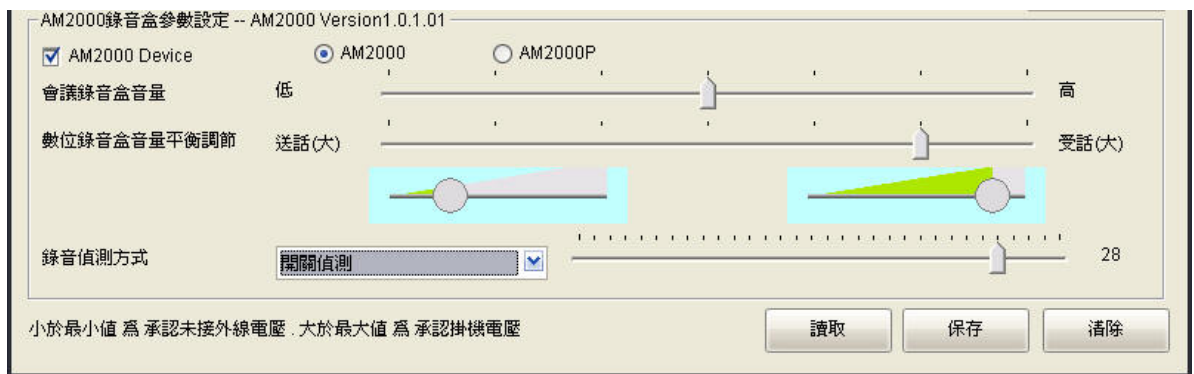 AM2000錄音盒參數設定 -- AM2000 Version1.0.1.01
AM2000 Device AM2000 AM2000P
會議錄音盒音量 低 高
數位錄音盒音量平衡調節 送話(大) 受話(大)
錄音偵測方式 開關偵測 28
小於最小值 為 承認未接外線電壓 . 大於最大值 為 承認掛機電壓 讀取 保存 清除